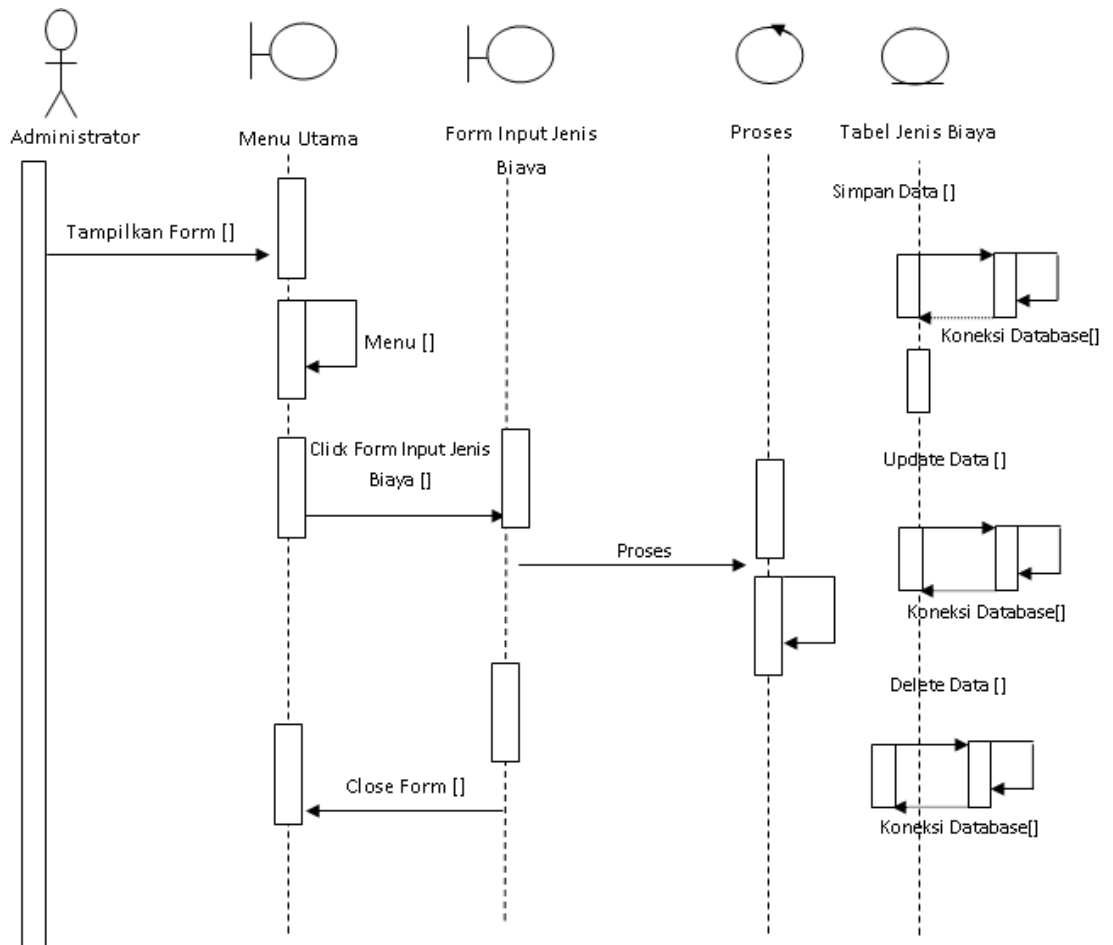 Administrator
Menu Utama
Form Input Jenis
Biava
Proses
Tabel Jenis Biaya
Simpan Data []
Tampilkan Form []
Koneksi Database[]
Menu []
Click Form Input Jenis
Biaya []
Update Data []
Proses
Koneksi Database[]
Delete Data []
Close Form []
Koneksi Database[]